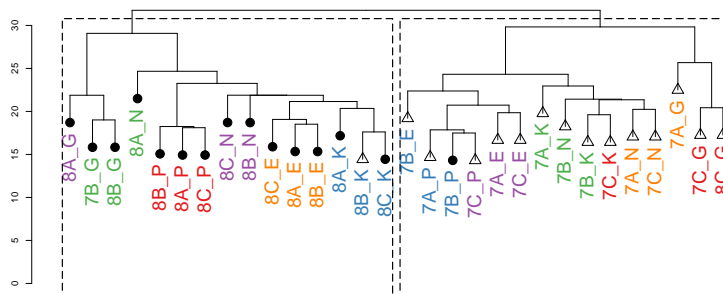 30
25
20
15
10
5
0
8A_G
7B_G
8B_G
8A_N
8B_P
8A_P
8C_P
8C_N
8B_N
8C_E
8A_E
8B_E
8A_K
8B_K
8C_K
7B_E
7A_P
7B_P
7C_P
7A_E
7C_E
7A_K
7B_N
7B_K
7C_K
7A_N
7C_N
7A_G
7C_G
8C_G